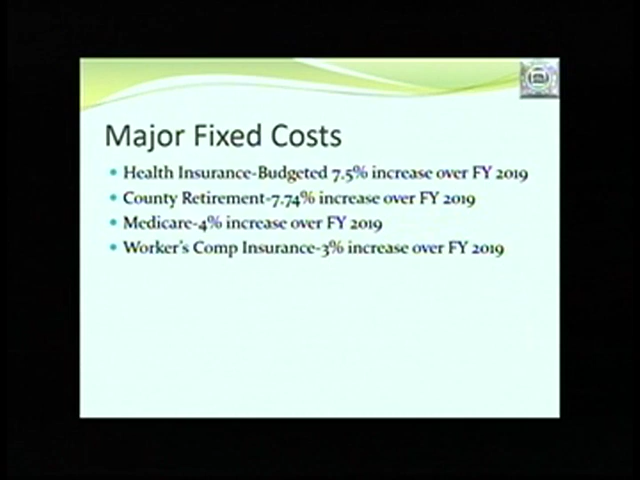 Major Fixed Costs
Health Insurance-Budgeted 7.5% increase over FY 2019
County Retirement-7.74% increase over FY 2019
Medicare-4% increase over FY 2019
Worker's Comp Insurance-3% increase over FY 2019